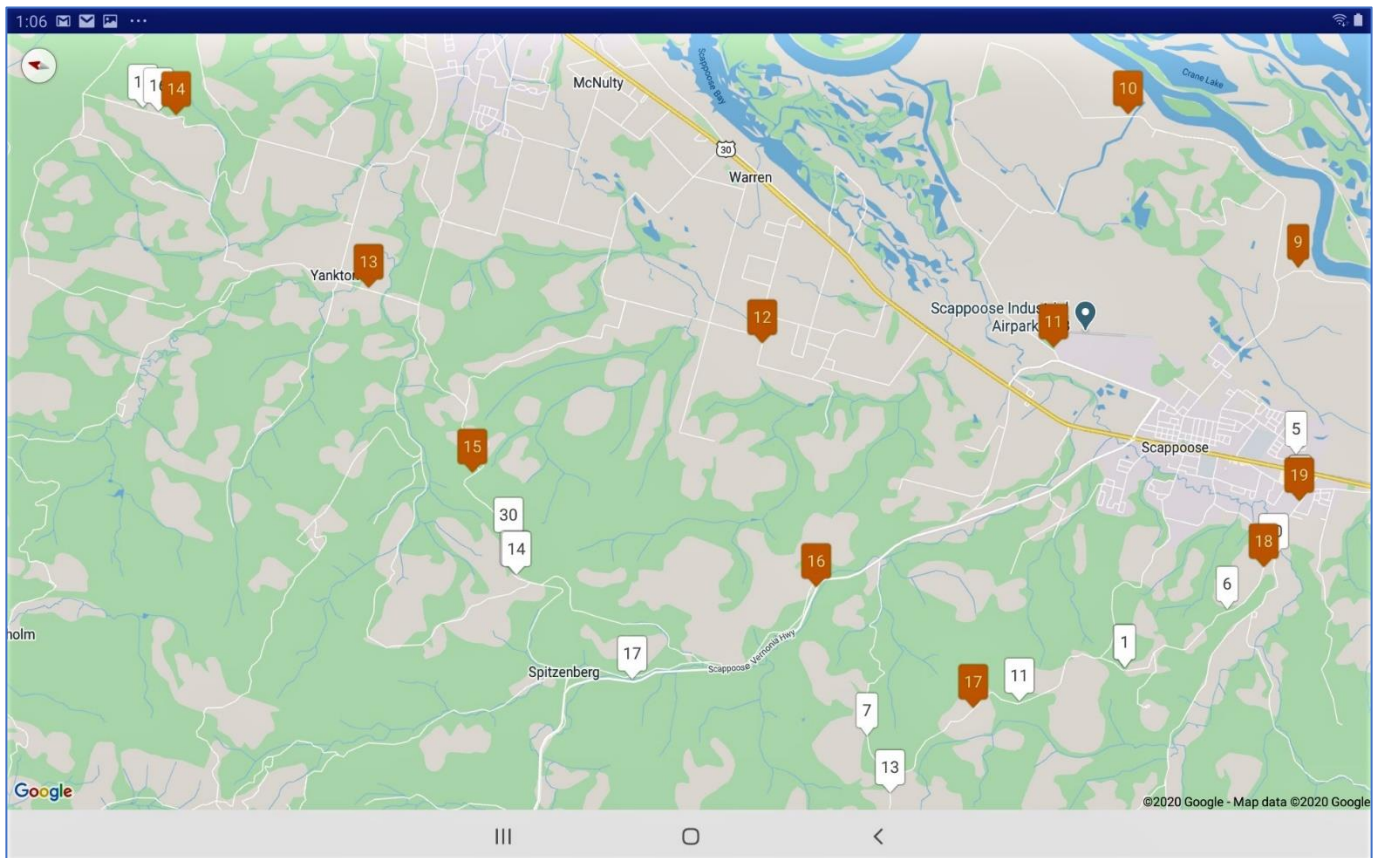 1:06
McNulty
Crane Lake
Scappoose Bay
14
10
30
Warren
9
13
Yankton
12
Scappoose Industrial
Airpark
11
5
Scappoose
15
19
30
14
18
16
6
holm
1
17
Spitzenberg
Scappoose Vernonia Hwy
17
11
7
13
Google
©2020 Google - Map data ©2020 Google